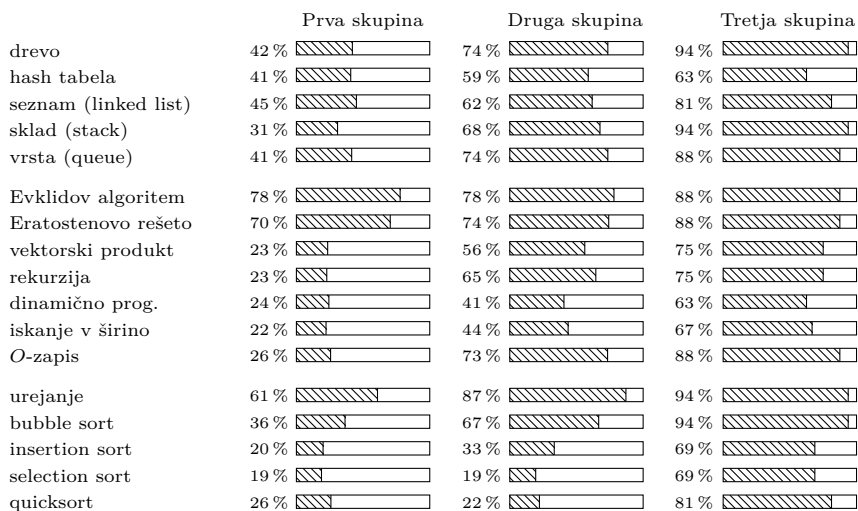 Prva skupina Druga skupina Tretja skupina
drevo 42 % 74 % 94 %
hash tabela 41 % 59 % 63 %
seznam (linked list) 45 % 62 % 81 %
sklad (stack) 31 % 68 % 94 %
vrsta (queue) 41 % 74 % 88 %
Evklidov algoritem 78 % 78 % 88 %
Eratostenovo rešeto 70 % 74 % 88 %
vektorski produkt 23 % 56 % 75 %
rekurzija 23 % 65 % 75 %
dinamično prog. 24 % 41 % 63 %
iskanje v širino 22 % 44 % 67 %
O-zapis 26 % 73 % 88 %
urejanje 61 % 87 % 94 %
bubble sort 36 % 67 % 94 %
insertion sort 20 % 33 % 69 %
selection sort 19 % 19 % 69 %
quicksort 26 % 22 % 81 %